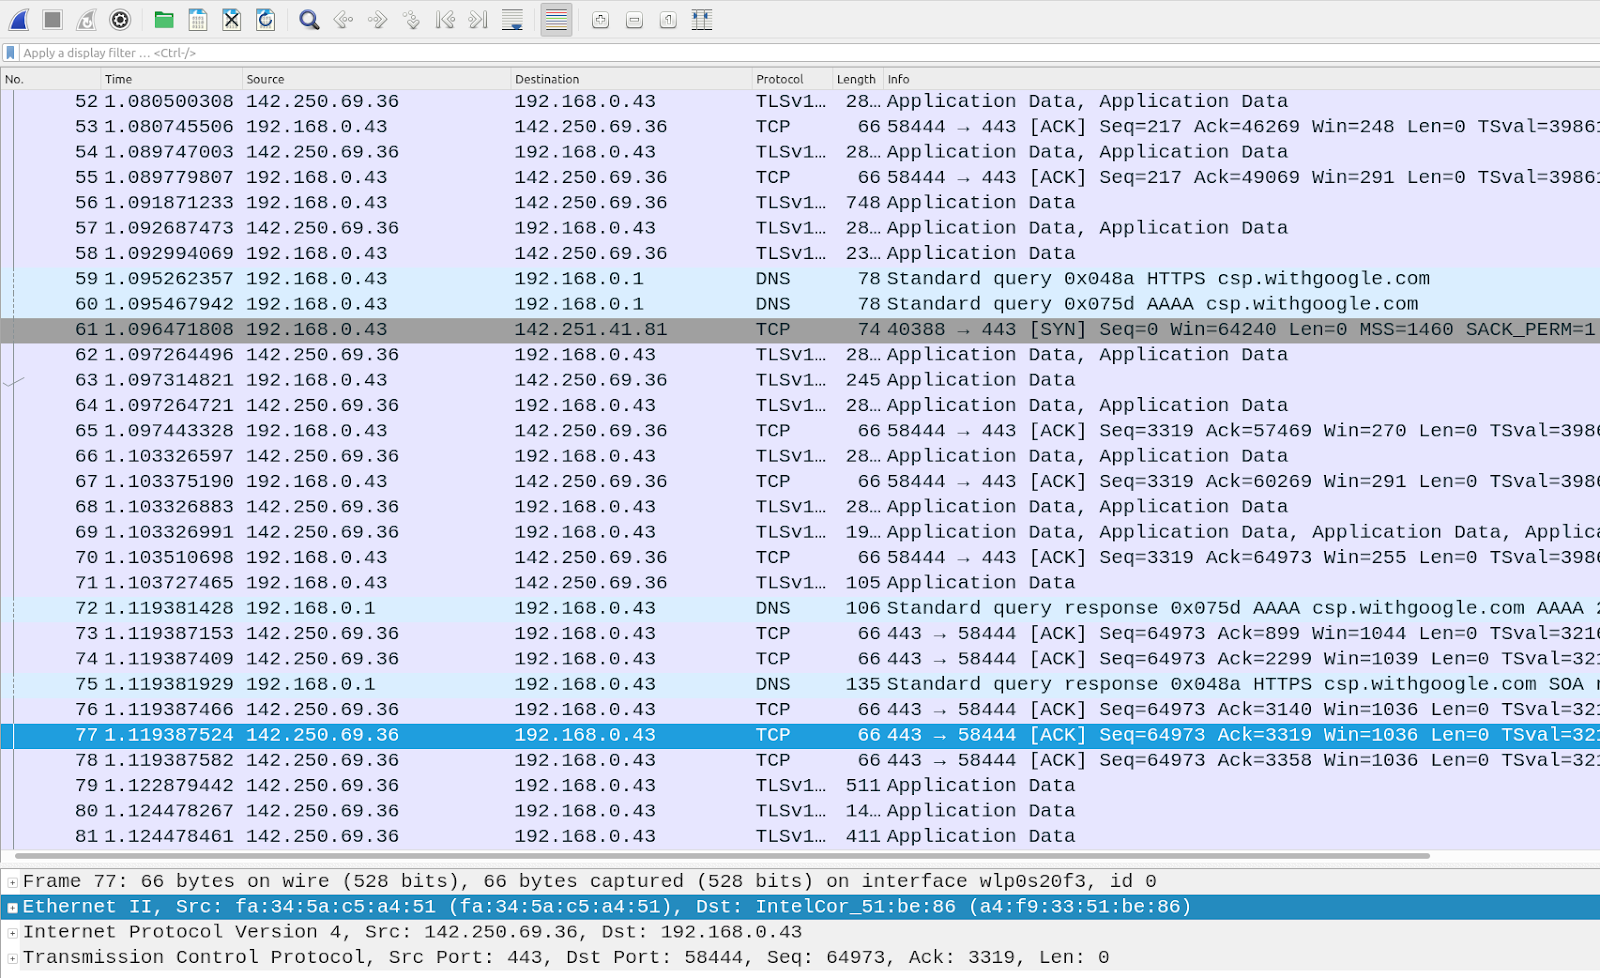 Apply a display filter … <Ctrl-/>
No. Time Source Destination Protocol Length Info
52 1.080500308 142.250.69.36 192.168.0.43 TLSv1… 28… Application Data, Application Data
53 1.080745506 192.168.0.43 142.250.69.36 TCP 66 58444 → 443 [ACK] Seq=217 Ack=46269 Win=248 Len=0 TSval=39861
54 1.089747003 142.250.69.36 192.168.0.43 TLSv1… 28… Application Data, Application Data
55 1.089779807 192.168.0.43 142.250.69.36 TCP 66 58444 → 443 [ACK] Seq=217 Ack=49069 Win=291 Len=0 TSval=39861
56 1.091871233 192.168.0.43 142.250.69.36 TLSv1… 748 Application Data
57 1.092687473 192.168.0.43 142.250.69.36 TLSv1… 28… Application Data, Application Data
58 1.092994069 192.168.0.43 142.250.69.36 TLSv1… 23… Application Data
59 1.095262357 192.168.0.43 192.168.0.1 DNS 78 Standard query 0x048a HTTPS csp.withgoogle.com
60 1.095467942 192.168.0.43 192.168.0.1 DNS 78 Standard query 0x075d AAAA csp.withgoogle.com
61 1.096471808 192.168.0.43 142.251.41.81 TCP 74 40388 → 443 [SYN] Seq=0 Win=64240 Len=0 MSS=1460 SACK_PERM=1
62 1.097264496 142.250.69.36 192.168.0.43 TLSv1… 28… Application Data, Application Data
63 1.097314821 192.168.0.43 142.250.69.36 TLSv1… 245 Application Data
64 1.097264721 142.250.69.36 192.168.0.43 TLSv1… 28… Application Data, Application Data
65 1.097443328 192.168.0.43 142.250.69.36 TCP 66 58444 → 443 [ACK] Seq=3319 Ack=57469 Win=270 Len=0 TSval=3986
66 1.103326597 142.250.69.36 192.168.0.43 TLSv1… 28… Application Data, Application Data
67 1.103375190 192.168.0.43 142.250.69.36 TCP 66 58444 → 443 [ACK] Seq=3319 Ack=60269 Win=291 Len=0 TSval=3986
68 1.103326883 142.250.69.36 192.168.0.43 TLSv1… 28… Application Data, Application Data
69 1.103326991 142.250.69.36 192.168.0.43 TLSv1… 19… Application Data, Application Data, Application Data, Applica
70 1.103510698 192.168.0.43 142.250.69.36 TCP 66 58444 → 443 [ACK] Seq=3319 Ack=64973 Win=255 Len=0 TSval=3986
71 1.103727465 192.168.0.43 142.250.69.36 TLSv1… 105 Application Data
72 1.119381428 192.168.0.1 192.168.0.43 DNS 106 Standard query response 0x075d AAAA csp.withgoogle.com AAAA 2
73 1.119387153 142.250.69.36 192.168.0.43 TCP 66 443 → 58444 [ACK] Seq=64973 Ack=899 Win=1044 Len=0 TSval=3216
74 1.119387409 142.250.69.36 192.168.0.43 TCP 66 443 → 58444 [ACK] Seq=64973 Ack=2299 Win=1039 Len=0 TSval=321
75 1.119381929 192.168.0.1 192.168.0.43 DNS 135 Standard query response 0x048a HTTPS csp.withgoogle.com SOA
76 1.119387466 142.250.69.36 192.168.0.43 TCP 66 443 → 58444 [ACK] Seq=64973 Ack=3140 Win=1036 Len=0 TSval=321
77 1.119387524 142.250.69.36 192.168.0.43 TCP 66 443 → 58444 [ACK] Seq=64973 Ack=3319 Win=1036 Len=0 TSval=321
78 1.119387582 142.250.69.36 192.168.0.43 TCP 66 443 → 58444 [ACK] Seq=64973 Ack=3358 Win=1036 Len=0 TSval=321
79 1.122879442 142.250.69.36 192.168.0.43 TLSv1… 511 Application Data
80 1.124478267 142.250.69.36 192.168.0.43 TLSv1… 14… Application Data
81 1.124478461 142.250.69.36 192.168.0.43 TLSv1… 411 Application Data
Frame 77: 66 bytes on wire (528 bits), 66 bytes captured (528 bits) on interface wlp0s20f3, id 0
Ethernet II, Src: fa:34:5a:c5:a4:51 (fa:34:5a:c5:a4:51), Dst: IntelCor_51:be:86 (a4:f9:33:51:be:86)
Internet Protocol Version 4, Src: 142.250.69.36, Dst: 192.168.0.43
Transmission Control Protocol, Src Port: 443, Dst Port: 58444, Seq: 64973, Ack: 3319, Len: 0